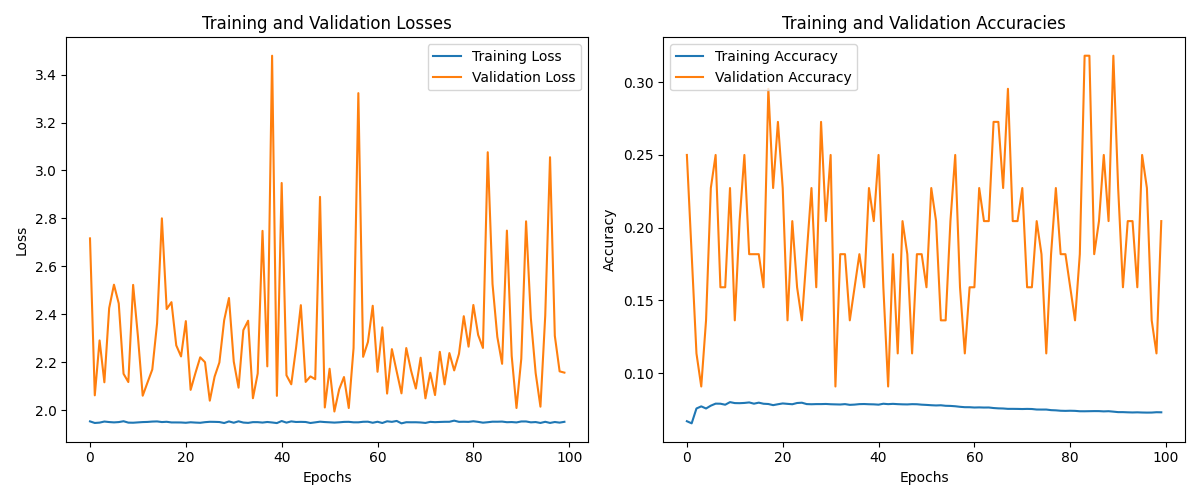 Training and Validation Losses
Training Loss
Validation Loss
3.4
3.2
3.0
2.8
2.6
2.4
2.2
2.0
Loss
0
20
40
60
80
100
Epochs
Training and Validation Accuracies
Training Accuracy
Validation Accuracy
0.30
0.25
0.20
0.15
0.10
Accuracy
0
20
40
60
80
100
Epochs